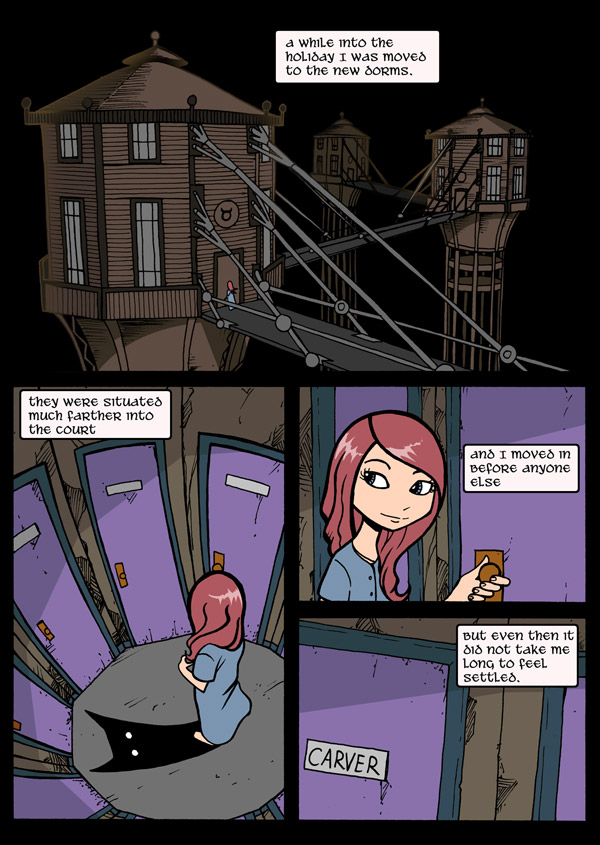 A while into the
holiday I was moved
to the new dorms.
They were situated
much farther into
the court
And I moved in
before anyone
else
But even then it
did not take me
long to feel
settled.
CARVER